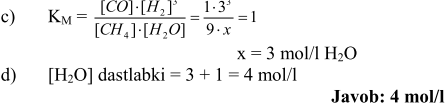 c) K_M = [CO]·[H₂]³ / [CH₄]·[H₂O] = 1·3³ / 9·x = 1
x = 3 mol/l H₂O
d) [H₂O] dastlabki = 3 + 1 = 4 mol/l
Javob: 4 mol/l